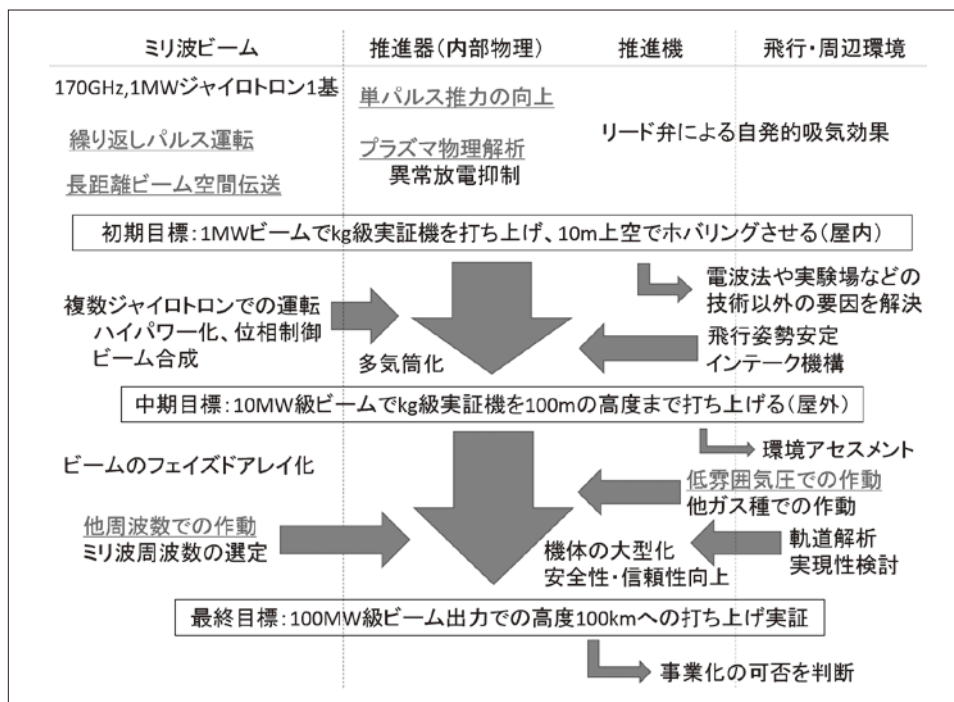 ミリ波ビーム
推進器(内部物理)
推進機
飛行・周辺環境
170GHz,1MWジャイロトロン1基
繰り返しパルス運転
長距離ビーム空間伝送
単パルス推力の向上
プラズマ物理解析
異常放電抑制
リード弁による自発的吸気効果
初期目標:1MWビームでkg級実証機を打ち上げ、10m上空でホバリングさせる(屋内)
電波法や実験場などの
技術以外の要因を解決
複数ジャイロトロンでの運転
ハイパワー化、位相制御
ビーム合成
多気筒化
飛行姿勢安定
インテーク機構
中期目標:10MW級ビームでkg級実証機を100mの高度まで打ち上げる(屋外)
環境アセスメント
ビームのフェイズドアレイ化
低雰囲気圧での作動
他ガス種での作動
他周波数での作動
ミリ波周波数の選定
機体の大型化
安全性・信頼性向上
軌道解析
実現性検討
最終目標:100MW級ビーム出力での高度100kmへの打ち上げ実証
事業化の可否を判断